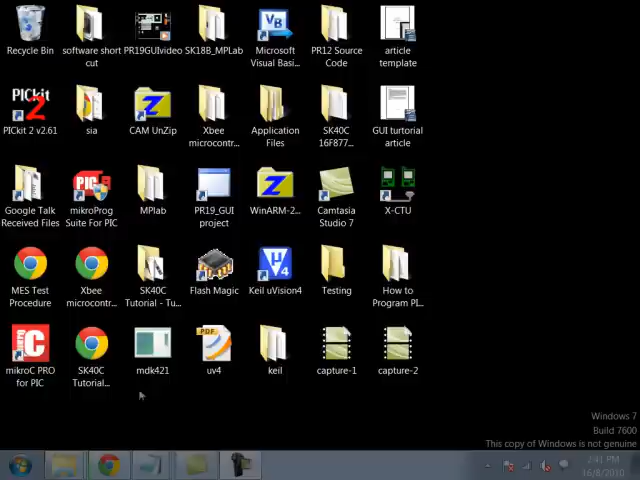 Recycle Bin
software short cut
PR19GUIvideo
SK18B_MPLab
Microsoft Visual Basi...
PR12 Source Code
article template
PICkit 2 v2.61
sia
CAM UnZip
Xbee microcontr...
Application Files
SK40C 16F877...
GUI turtorial article
Google Talk Received Files
mikroProg Suite For PIC
MPlab
PR19_GUI project
WinARM-2...
Camtasia Studio 7
X-CTU
MES Test Procedure
Xbee microcontr...
SK40C Tutorial - Tu...
Flash Magic
Keil uVision4
Testing
How to Program PI...
mikroC PRO for PIC
SK40C Tutorial...
mdk421
uv4
keil
capture-1
capture-2
Windows 7
Build 7600
This copy of Windows is not genuine
2:41 PM
16/8/2010